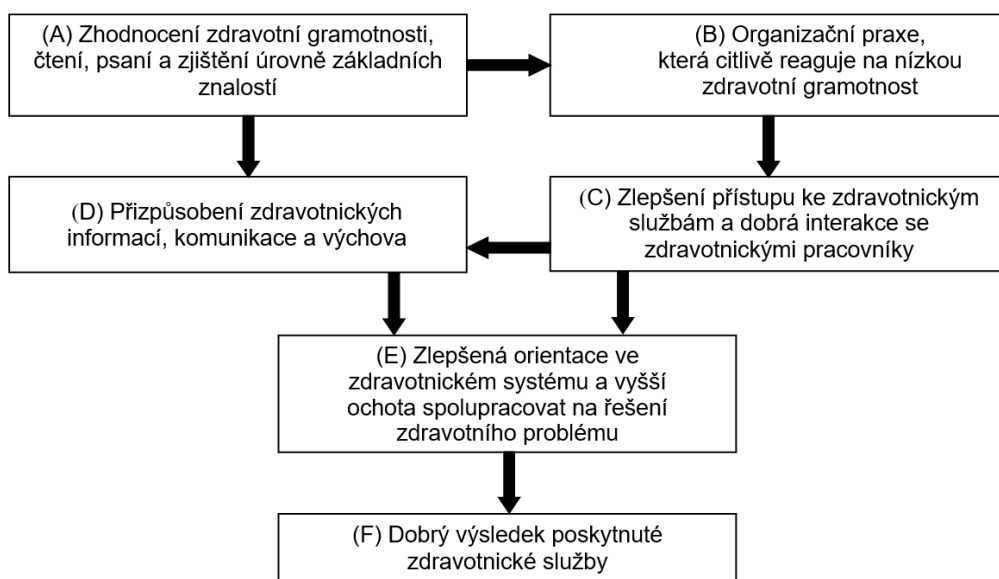 (A) Zhodnocení zdravotní gramotnosti,
čtení, psaní a zjištění úrovně základních
znalostí
(B) Organizační praxe,
která citlivě reaguje na nízkou
zdravotní gramotnost
(D) Přizpůsobení zdravotnických
informací, komunikace a výchova
(C) Zlepšení přístupu ke zdravotnickým
službám a dobrá interakce se
zdravotnickými pracovníky
(E) Zlepšená orientace ve
zdravotnickém systému a vyšší
ochota spolupracovat na řešení
zdravotního problému
(F) Dobrý výsledek poskytnuté
zdravotnické služby